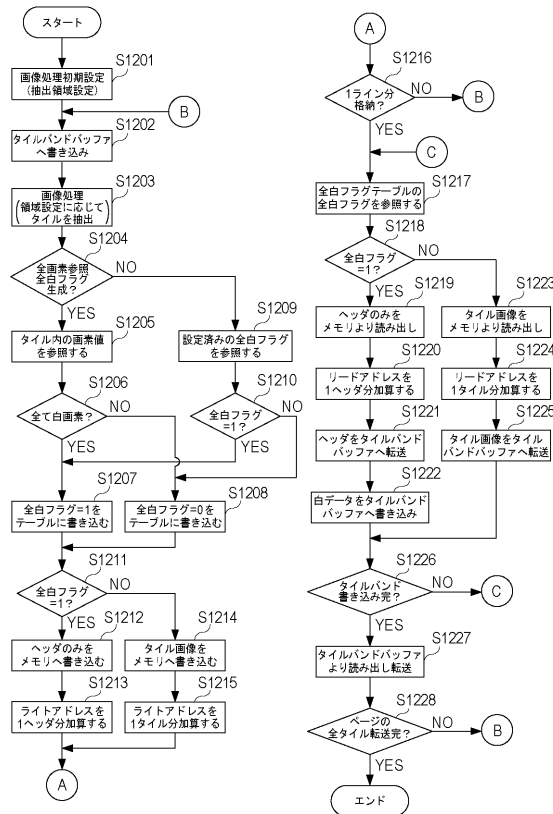 スタート
S1201
画像処理初期設定
(抽出領域設定)
B
S1202
タイルバンドバッファ
へ書き込み
S1203
画像処理
(領域設定に応じて
タイルを抽出)
S1204
全画素参照
全白フラグ
生成?
NO
YES
S1205
タイル内の画素値
を参照する
S1209
設定済みの全白フラグ
を参照する
S1206
全て白画素?
NO
YES
S1210
全白フラグ
=1?
NO
YES
S1207
全白フラグ=1を
テーブルに書き込む
S1208
全白フラグ=0を
テーブルに書き込む
S1211
全白フラグ
=1?
NO
YES
S1212
ヘッダのみを
メモリへ書き込む
S1214
タイル画像を
メモリへ書き込む
S1213
ライトアドレスを
1ヘッダ分加算する
S1215
ライトアドレスを
1タイル分加算する
A
A
S1216
1ライン分
格納?
NO
B
YES
C
S1217
全白フラグテーブルの
全白フラグを参照する
S1218
全白フラグ
=1?
NO
YES
S1219
ヘッダのみを
メモリより読み出し
S1223
タイル画像を
メモリより読み出し
S1220
リードアドレスを
1ヘッダ分加算する
S1224
リードアドレスを
1タイル分加算する
S1221
ヘッダをタイルバンド
バッファへ転送
S1225
タイル画像をタイル
バンドバッファへ転送
S1222
白データをタイルバンド
バッファへ書き込み
S1226
タイルバンド
書き込み完?
NO
C
YES
S1227
タイルバンドバッファ
より読み出し転送
S1228
ページの
全タイル転送完?
NO
B
YES
エンド